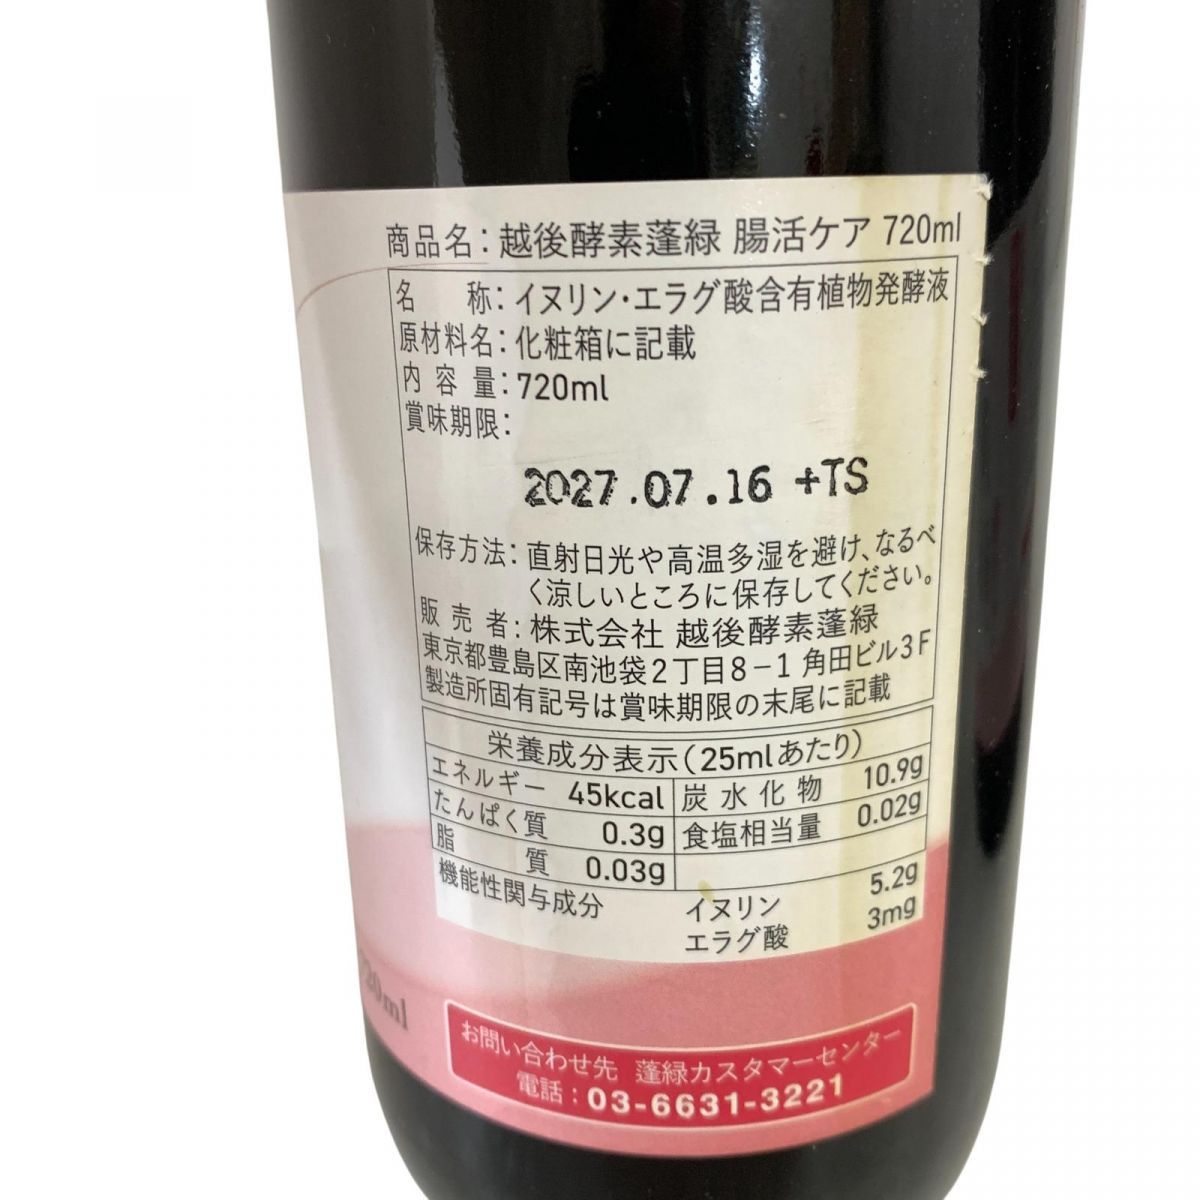 商品名：越後酵素蓬緑 腸活ケア 720ml
名　称：イヌリン・エラグ酸含有植物発酵液
原材料名：化粧箱に記載
内容量：720ml
賞味期限：
2027.07.16 +TS
保存方法：直射日光や高温多湿を避け、なるべ
く涼しいところに保存してください。
販売者：株式会社 越後酵素蓬緑
東京都豊島区南池袋2丁目8-1 角田ビル3F
製造所固有記号は賞味期限の末尾に記載
栄養成分表示（25mlあたり）
エネルギー 45kcal 炭水化物 10.9g
たんぱく質 0.3g 食塩相当量 0.02g
脂質 0.03g
機能性関与成分 イヌリン 5.2g
エラグ酸 3mg
20ml
お問い合わせ先 蓬緑カスタマーセンター
電話：03-6631-3221